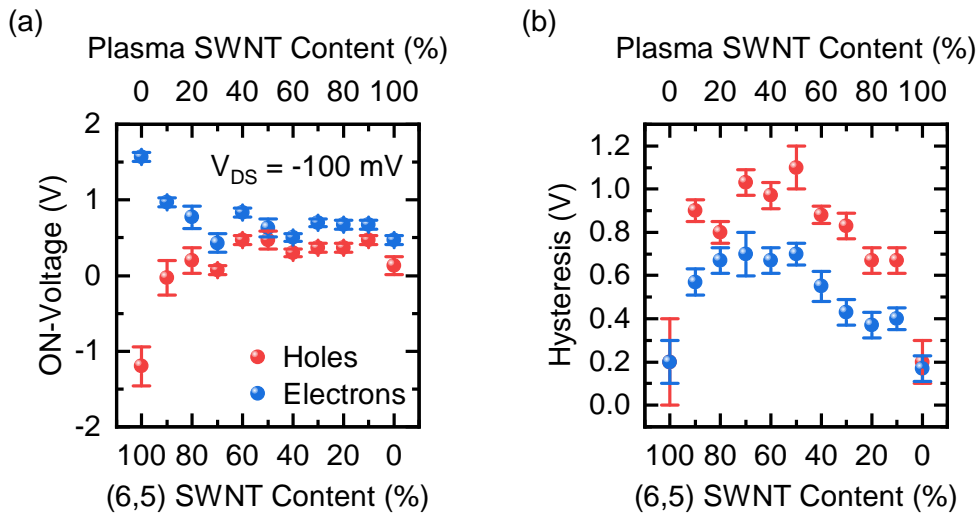 (a)
Plasma SWNT Content (%)
0 20 40 60 80 100
2
1
0
-1
-2
ON-Voltage (V)
V_DS = -100 mV
Holes
Electrons
100 80 60 40 20 0
(6,5) SWNT Content (%)
(b)
Plasma SWNT Content (%)
0 20 40 60 80 100
1.2
1.0
0.8
0.6
0.4
0.2
0.0
Hysteresis (V)
100 80 60 40 20 0
(6,5) SWNT Content (%)